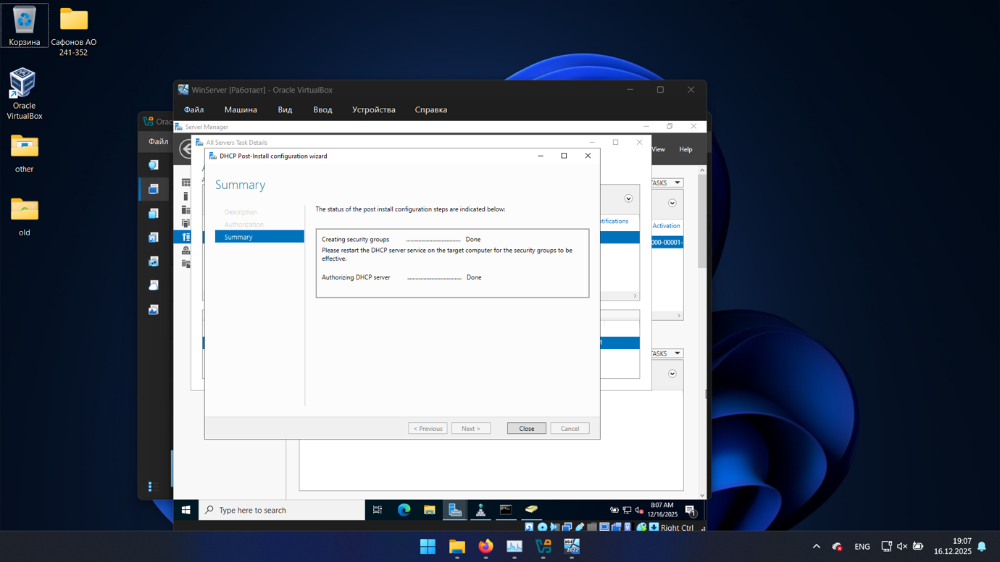 Корзина
Сафонов АО
241-352
Oracle
VirtualBox
other
old
Orac
Файл
WinServer [Работает] - Oracle VirtualBox
Файл Машина Вид Ввод Устройства Справка
Server Manager
View Help
All Servers Task Details
DHCP Post-Install configuration wizard
Summary
Description
Authorization
Summary
The status of the post install configuration steps are indicated below:
Creating security groups ..................................... Done
Please restart the DHCP server service on the target computer for the security groups to be
effective.
Authorizing DHCP server ..................................... Done
< Previous Next > Close Cancel
TASKS
otifications
Activation
000-00001-
TASKS
Type here to search
8:07 AM
12/16/2025
1
Right Ctrl
X64
2022
ENG
19:07
16.12.2025